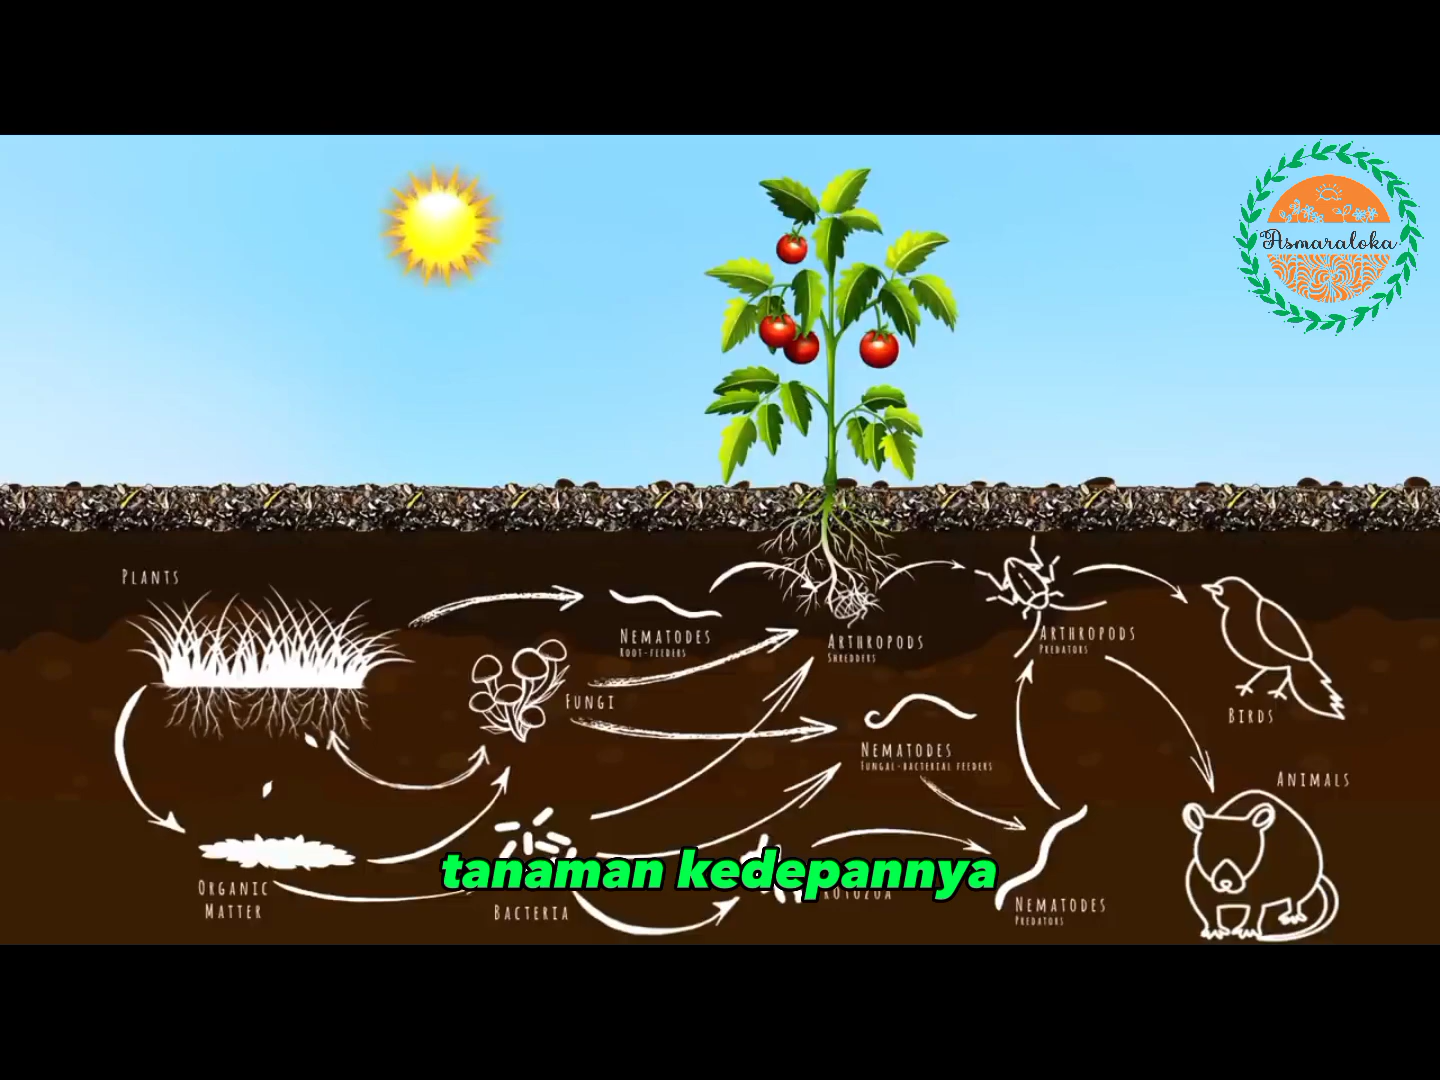 Asmaraloka
PLANTS
NEMATODES
ROOT-FEEDERS
ARTHROPODS
SHREDDERS
ARTHROPODS
PREDATORS
FUNGI
BIRDS
NEMATODES
FUNGAL-BACTERIAL FEEDERS
ANIMALS
tanaman kedepannya
ORGANIC
MATTER
BACTERIA
NEMATODES
PREDATORS